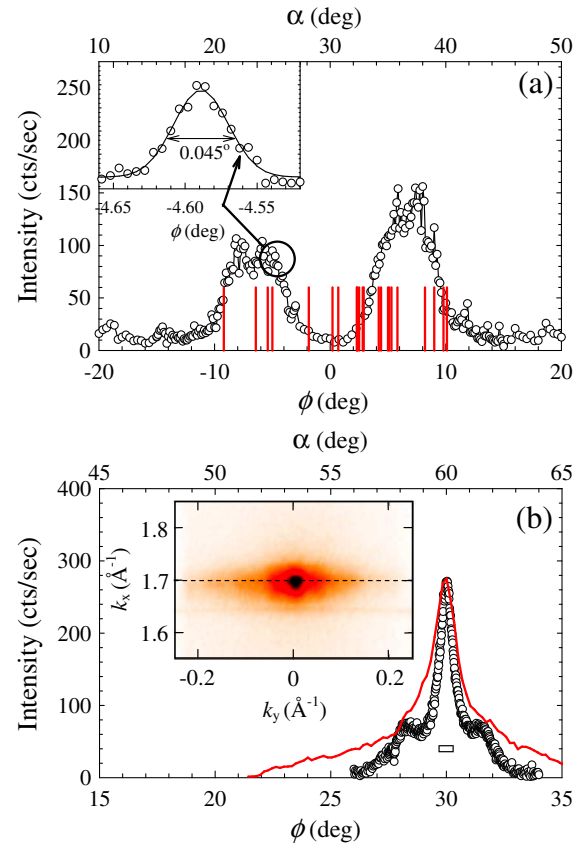 α (deg)
10 20 30 40 50
(a)
250
200
150
100
50
0
Intensity (cts/sec)
0.045°
-4.65 -4.60 -4.55
ϕ (deg)
-20 -10 0 10 20
ϕ (deg)
α (deg)
45 50 55 60 65
(b)
400
300
200
100
0
Intensity (cts/sec)
1.8
1.7
1.6
kx (Å-1)
-0.2 0 0.2
ky (Å-1)
15 20 25 30 35
ϕ (deg)